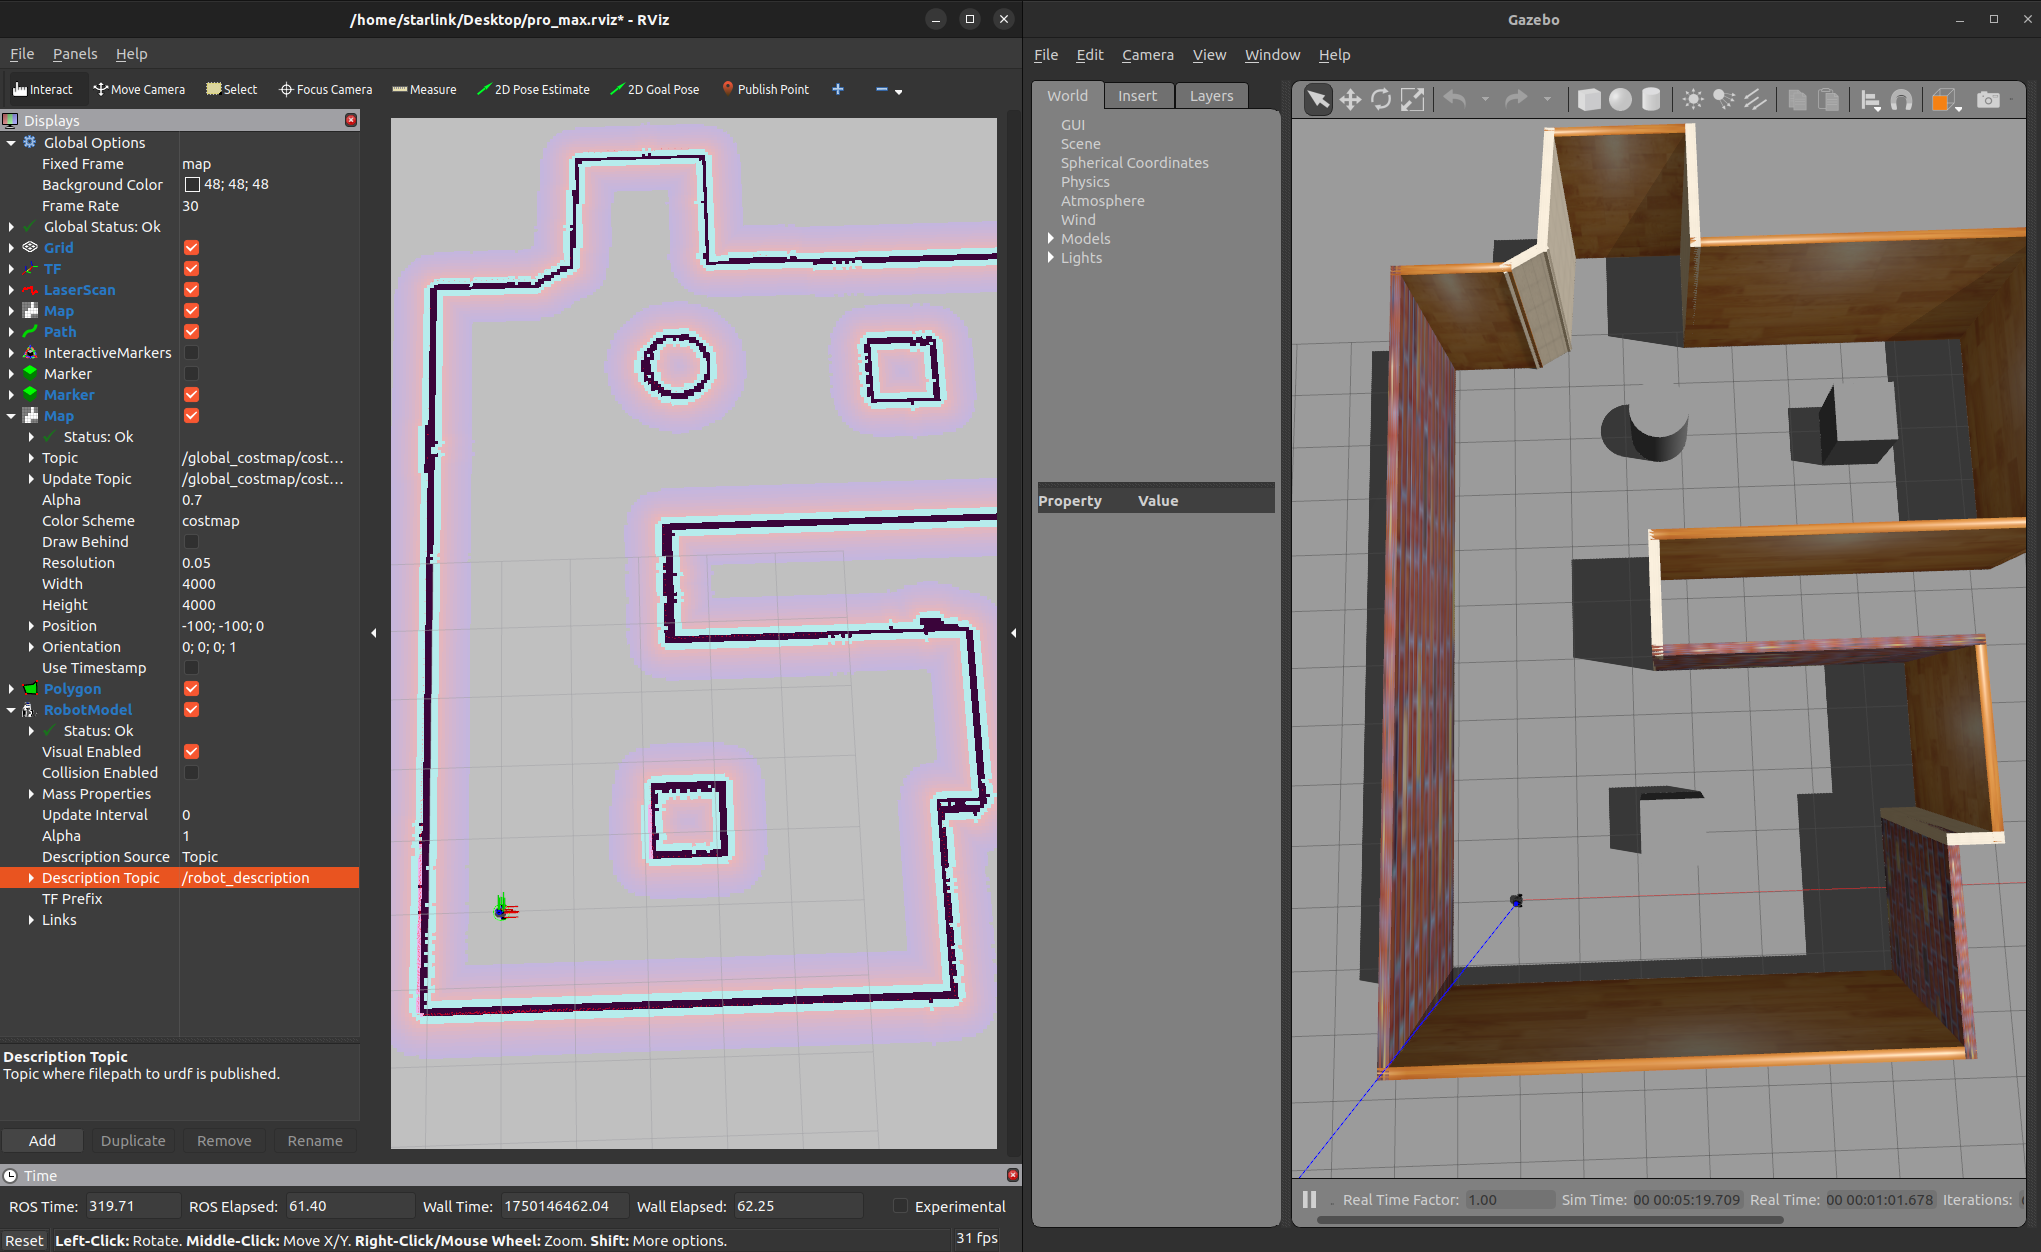 /home/starlink/Desktop/pro_max.rviz* - RViz
File Panels Help
Interact Move Camera Select Focus Camera Measure 2D Pose Estimate 2D Goal Pose Publish Point
Displays
Global Options
Fixed Frame map
Background Color 48; 48; 48
Frame Rate 30
Global Status: Ok
Grid
TF
LaserScan
Map
Path
InteractiveMarkers
Marker
Marker
Map
Status: Ok
Topic /global_costmap/cost...
Update Topic /global_costmap/cost...
Alpha 0.7
Color Scheme costmap
Draw Behind
Resolution 0.05
Width 4000
Height 4000
Position -100; -100; 0
Orientation 0; 0; 0; 1
Use Timestamp
Polygon
RobotModel
Status: Ok
Visual Enabled
Collision Enabled
Mass Properties
Update Interval 0
Alpha 1
Description Source Topic
Description Topic /robot_description
TF Prefix
Links
Description Topic
Topic where filepath to urdf is published.
Add Duplicate Remove Rename
Time
ROS Time: 319.71 ROS Elapsed: 61.40 Wall Time: 1750146462.04 Wall Elapsed: 62.25 Experimental
Reset Left-Click: Rotate. Middle-Click: Move X/Y. Right-Click/Mouse Wheel: Zoom. Shift: More options. 31 fps
Gazebo
File Edit Camera View Window Help
World Insert Layers
GUI
Scene
Spherical Coordinates
Physics
Atmosphere
Wind
Models
Lights
Property Value
Real Time Factor: 1.00 Sim Time: 00 00:05:19.709 Real Time: 00 00:01:01.678 Iterations: